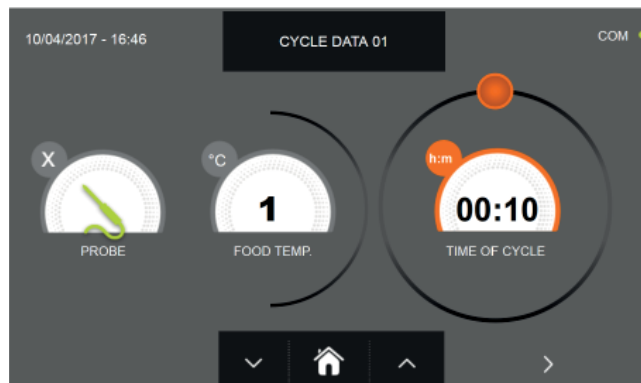 10/04/2017 - 16:46
CYCLE DATA 01
COM
X
PROBE
°C
1
FOOD TEMP.
h:m
00:10
TIME OF CYCLE